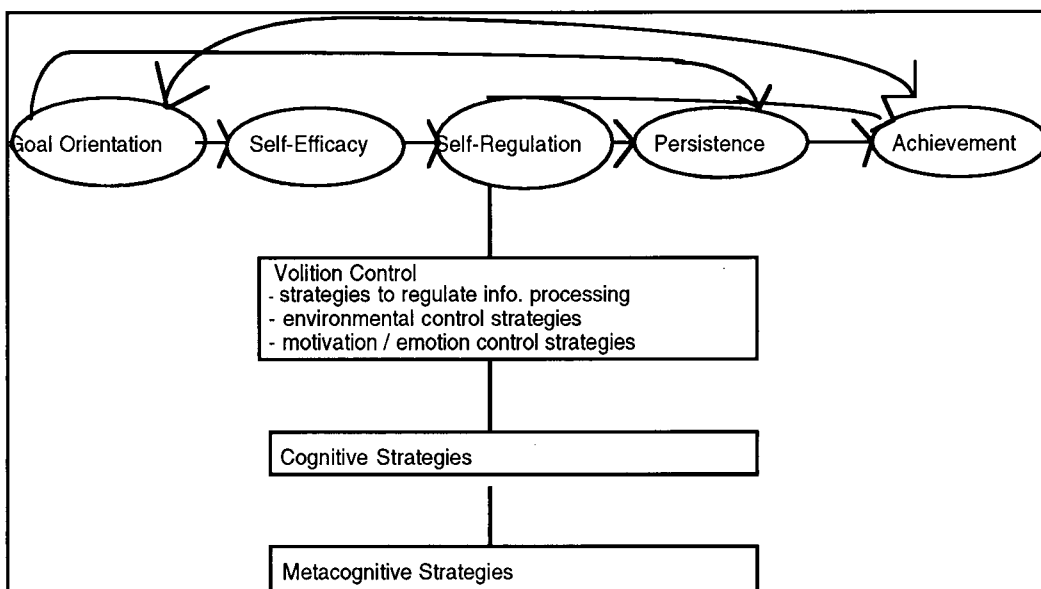 Goal Orientation
Self-Efficacy
Self-Regulation
Persistence
Achievement
Volition Control
- strategies to regulate info. processing
- environmental control strategies
- motivation / emotion control strategies
Cognitive Strategies
Metacognitive Strategies